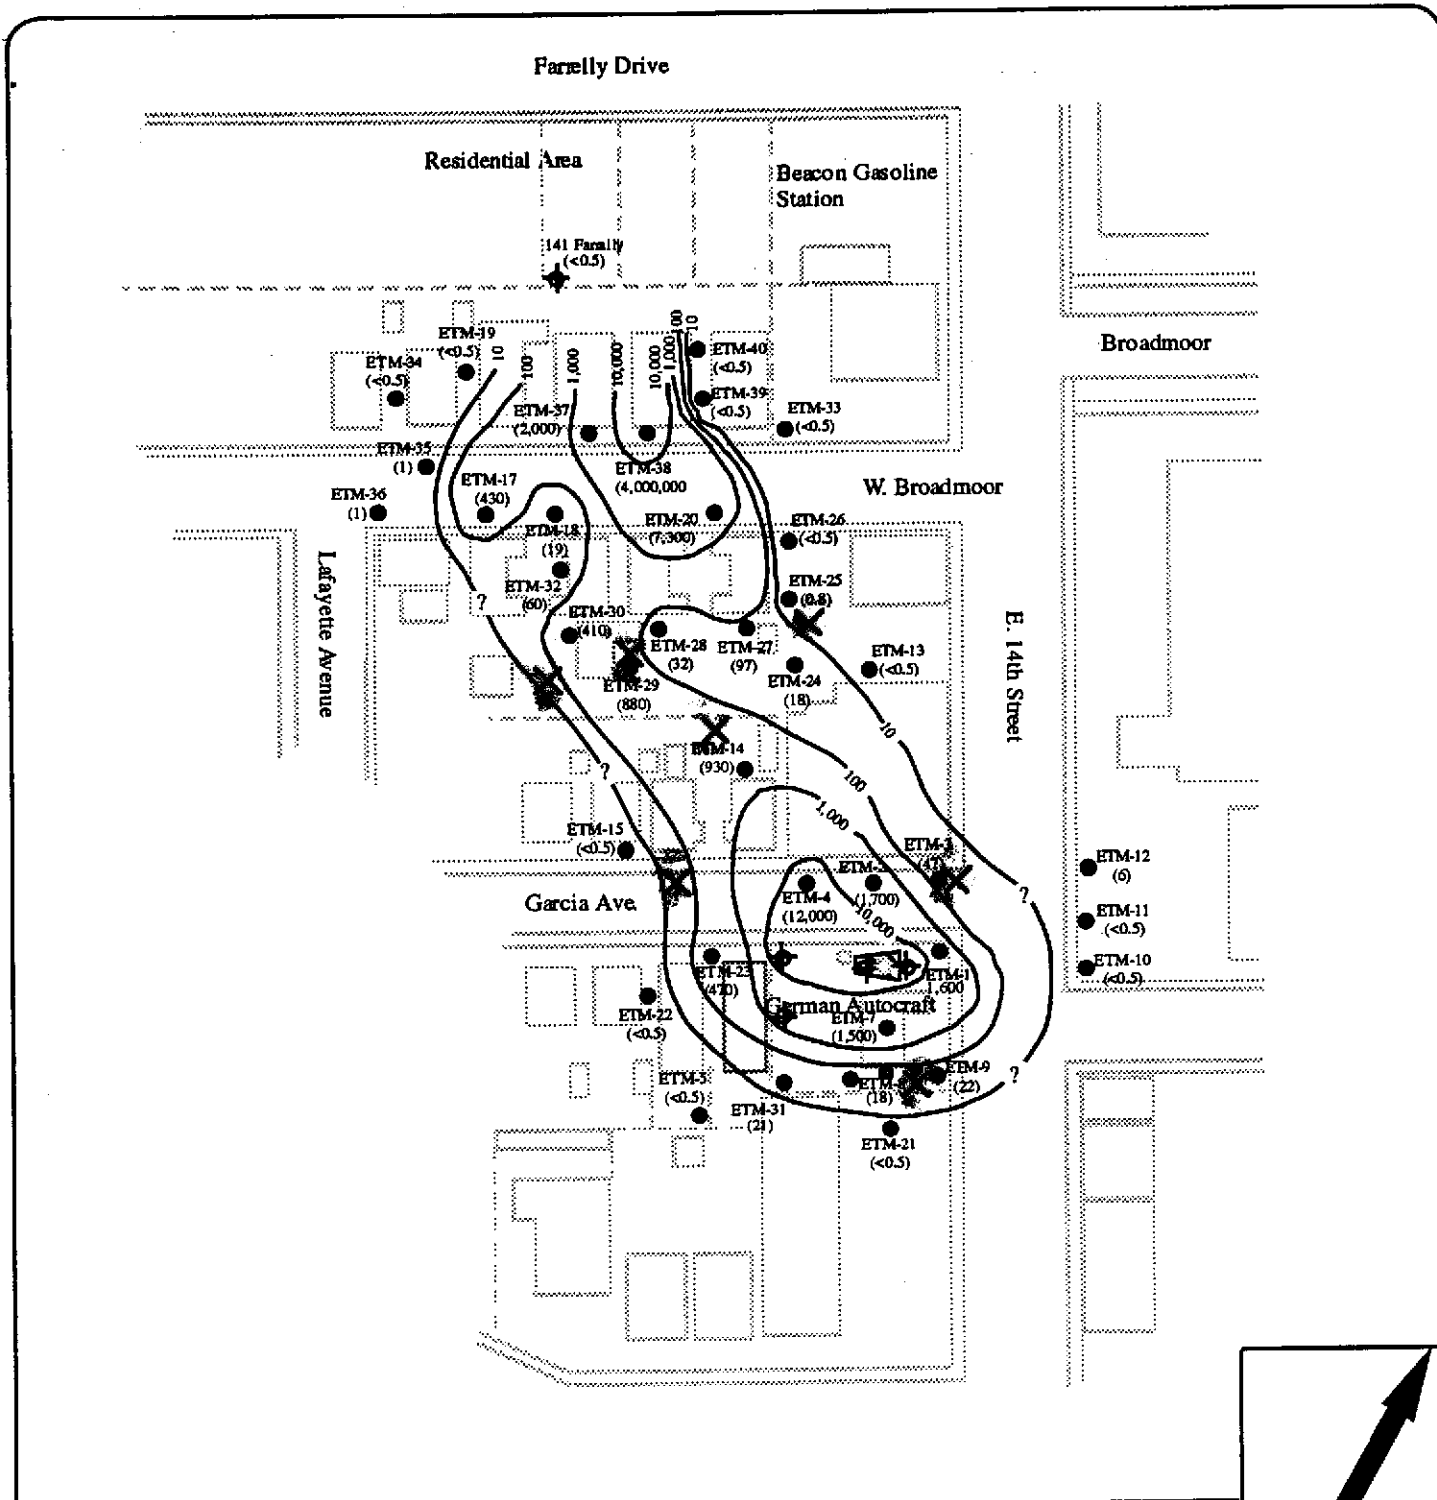 Farrelly Drive
Residential Area
Beacon Gasoline
Station
141 Farrelly
(<0.5)
ETM-19
(<0.5)
ETM-34
(<0.5)
10
100
1,000
10,000
10,000
1,000
100
10
ETM-40
(<0.5)
ETM-39
(<0.5)
Broadmoor
ETM-37
(2,000)
ETM-33
(<0.5)
ETM-35
(1)
ETM-38
(4,000,000
ETM-17
(430)
ETM-36
(1)
W. Broadmoor
ETM-18
(19)
ETM-20
(7,300)
ETM-26
(<0.5)
Lafayette Avenue
ETM-32
(60)
?
ETM-25
(0.8)
ETM-30
(410)
ETM-28
(32)
ETM-27
(97)
ETM-24
(18)
ETM-13
(<0.5)
E. 14th Street
ETM-29
(880)
10
ETM-14
(930)
?
100
1,000
ETM-15
(<0.5)
ETM-3
(47)
ETM-12
(6)
ETM-2
(1,700)
ETM-4
(12,000)
10,000
?
Garcia Ave.
ETM-11
(<0.5)
ETM-10
(<0.5)
ETM-23
(470)
ETM-1
1,600
German Autocraft
ETM-22
(<0.5)
ETM-7
(1,500)
?
ETM-5
(<0.5)
ETM-9
(22)
(18)
ETM-31
(21)
ETM-21
(<0.5)